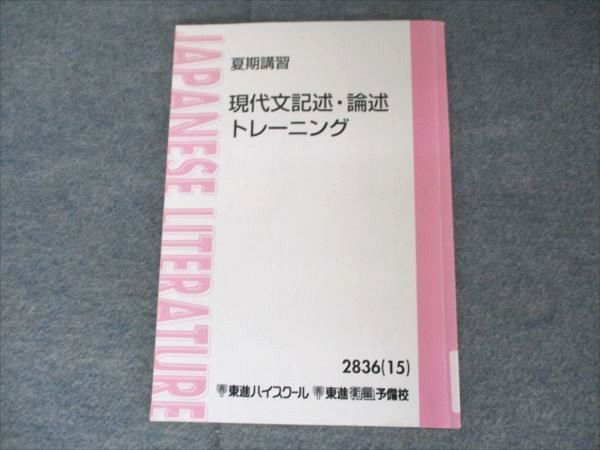 JAPANESE LITERATURE
夏期講習
現代文記述・論述
トレーニング
2836(15)
東進ハイスクール 東進衛星予備校